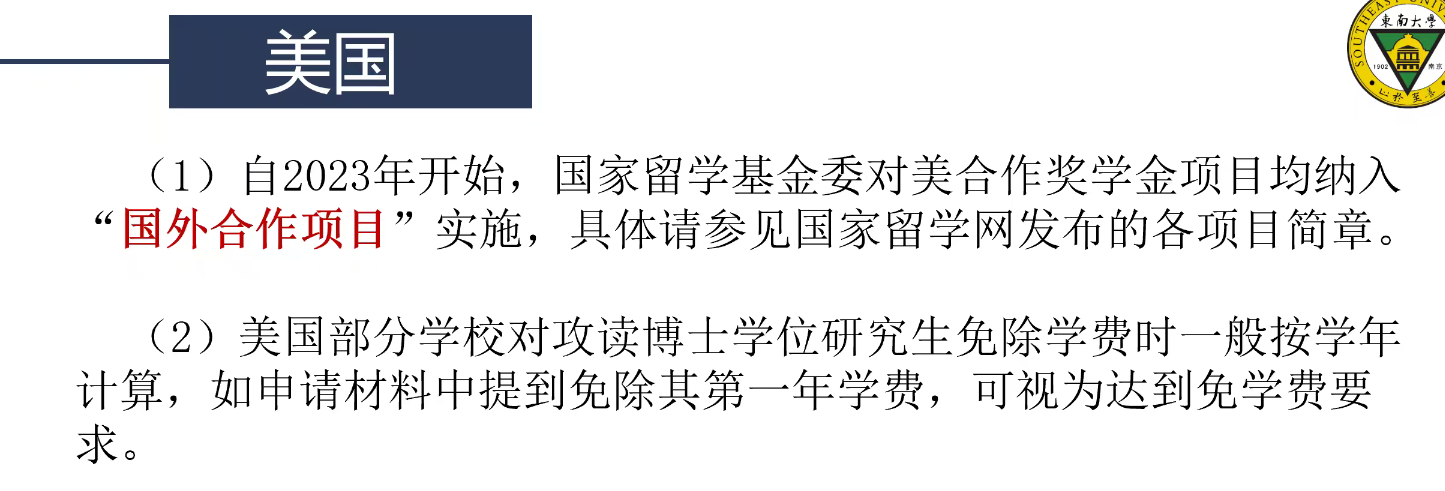 美国
SOUTHEAST UNIV
東南大學
1902 南京
（1）自2023年开始，国家留学基金委对美合作奖学金项目均纳入
“国外合作项目”实施，具体请参见国家留学网发布的各项目简章。
（2）美国部分学校对攻读博士学位研究生免除学费时一般按学年
计算，如申请材料中提到免除其第一年学费，可视为达到免学费要
求。